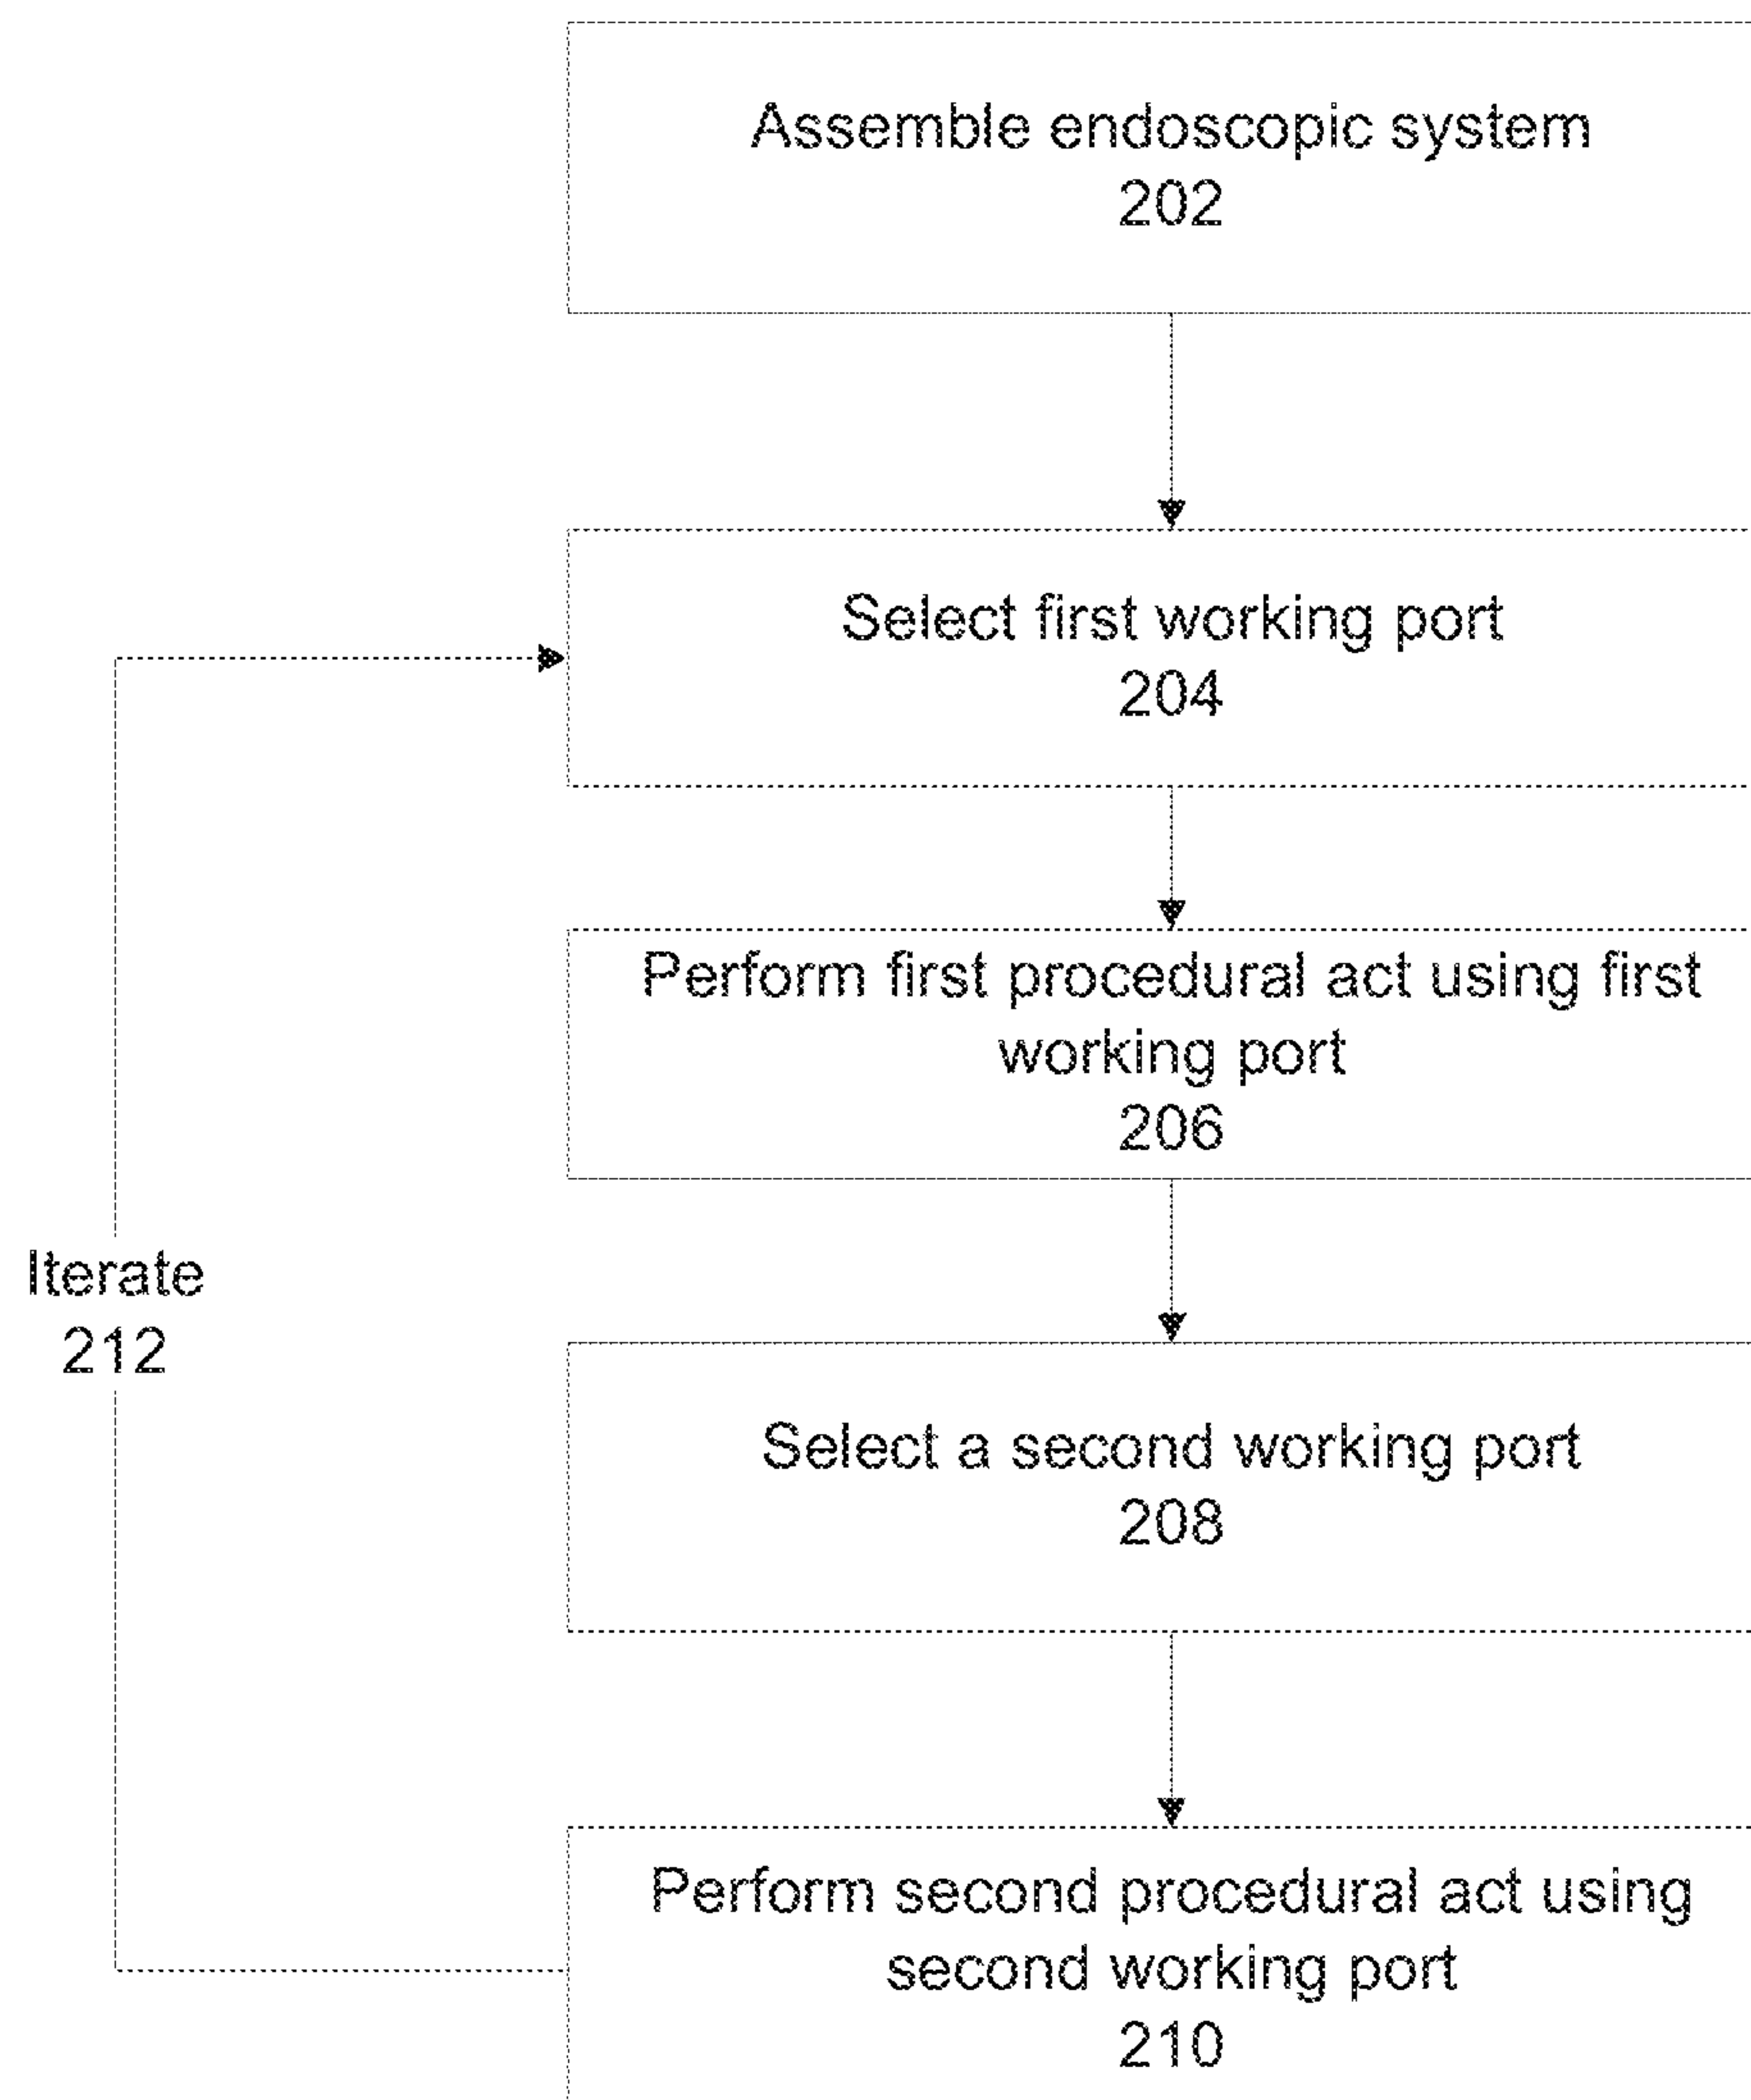 Assemble endoscopic system
202
Select first working port
204
Perform first procedural act using first
working port
206
Iterate
212
Select a second working port
208
Perform second procedural act using
second working port
210